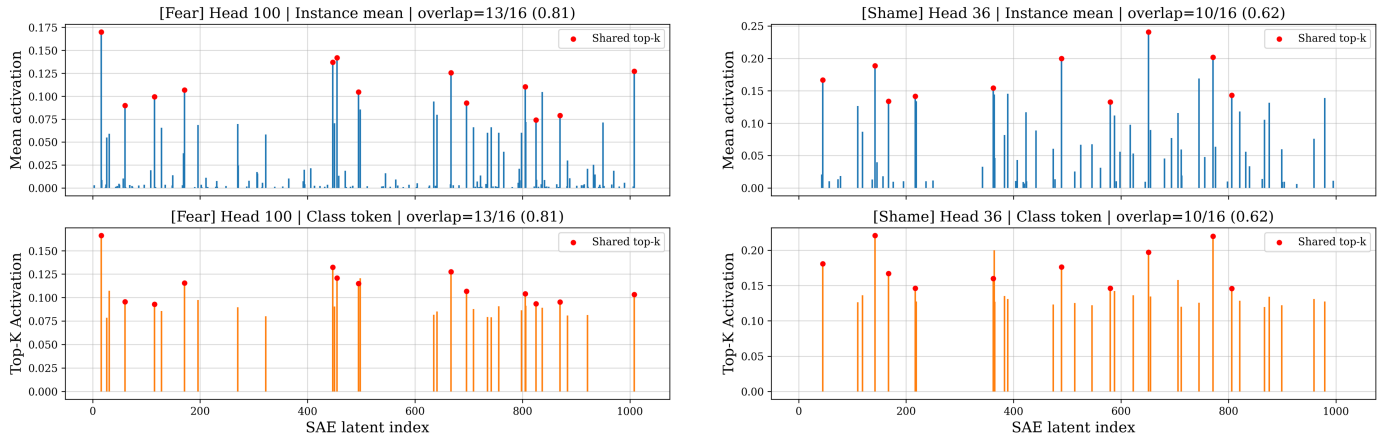 [Fear] Head 100 | Instance mean | overlap=13/16 (0.81)
Mean activation
0.175
0.150
0.125
0.100
0.075
0.050
0.025
0.000
Shared top-k
[Fear] Head 100 | Class token | overlap=13/16 (0.81)
Top-K Activation
0.150
0.125
0.100
0.075
0.050
0.025
0.000
Shared top-k
0 200 400 600 800 1000
SAE latent index
[Shame] Head 36 | Instance mean | overlap=10/16 (0.62)
Mean activation
0.25
0.20
0.15
0.10
0.05
0.00
Shared top-k
[Shame] Head 36 | Class token | overlap=10/16 (0.62)
Top-K Activation
0.20
0.15
0.10
0.05
0.00
Shared top-k
0 200 400 600 800 1000
SAE latent index